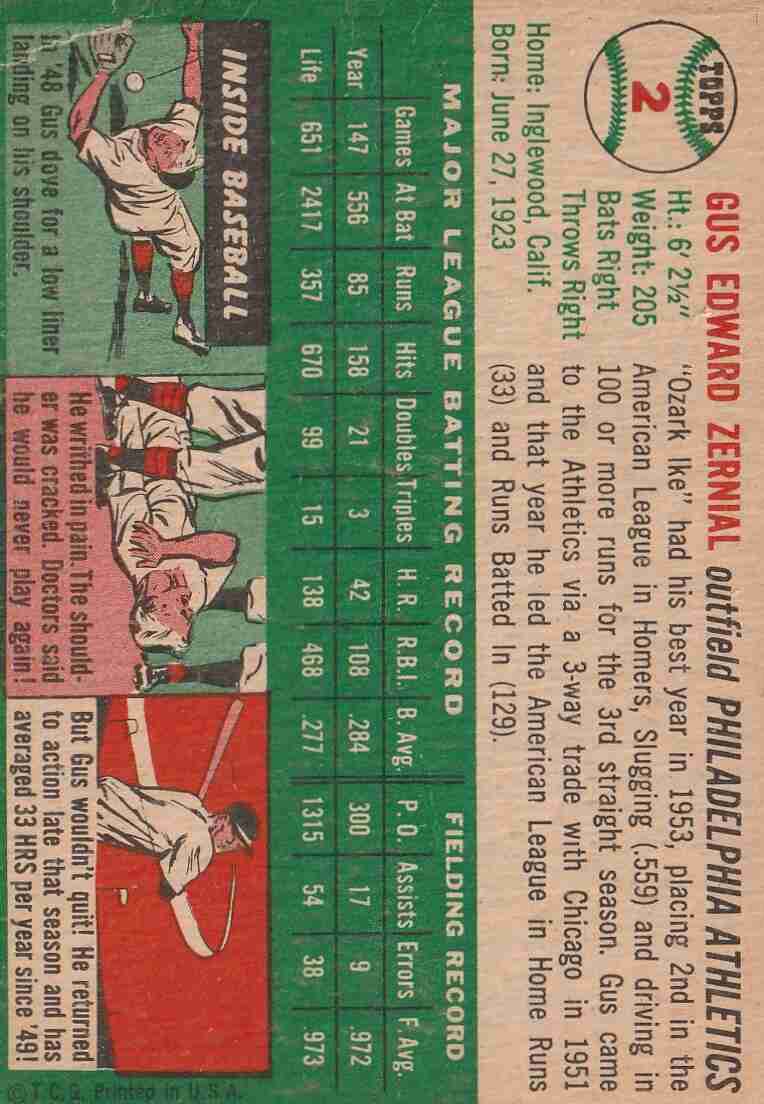 TOPPS
2
GUS EDWARD ZERNIAL outfield PHILADELPHIA ATHLETICS
Ht.: 6' 2½"
Weight: 205
Bats Right
Throws Right
Home: Inglewood, Calif.
Born: June 27, 1923
"Ozark Ike" had his best year in 1953, placing 2nd in the
American League in Homers, Slugging (.559) and driving in
100 or more runs for the 3rd straight season. Gus came
to the Athletics via a 3-way trade with Chicago in 1951
and that year he led the American League in Home Runs
(33) and Runs Batted In (129).
MAJOR LEAGUE BATTING RECORD FIELDING RECORD
Games At Bat Runs Hits Doubles Triples H. R. R.B.I. B. Avg. P. O. Assists Errors F. Avg.
Year 147 556 85 158 21 3 42 108 .284 300 17 9 .972
Life 651 2417 357 670 99 15 138 468 .277 1315 54 38 .973
INSIDE BASEBALL
In '48 Gus dove for a low liner
landing on his shoulder.
He writhed in pain. The should-
er was cracked. Doctors said
he would never play again!
But Gus wouldn't quit! He returned
to action late that season and has
averaged 33 HRS per year since '49!
© T. C. G. Printed in U. S. A.